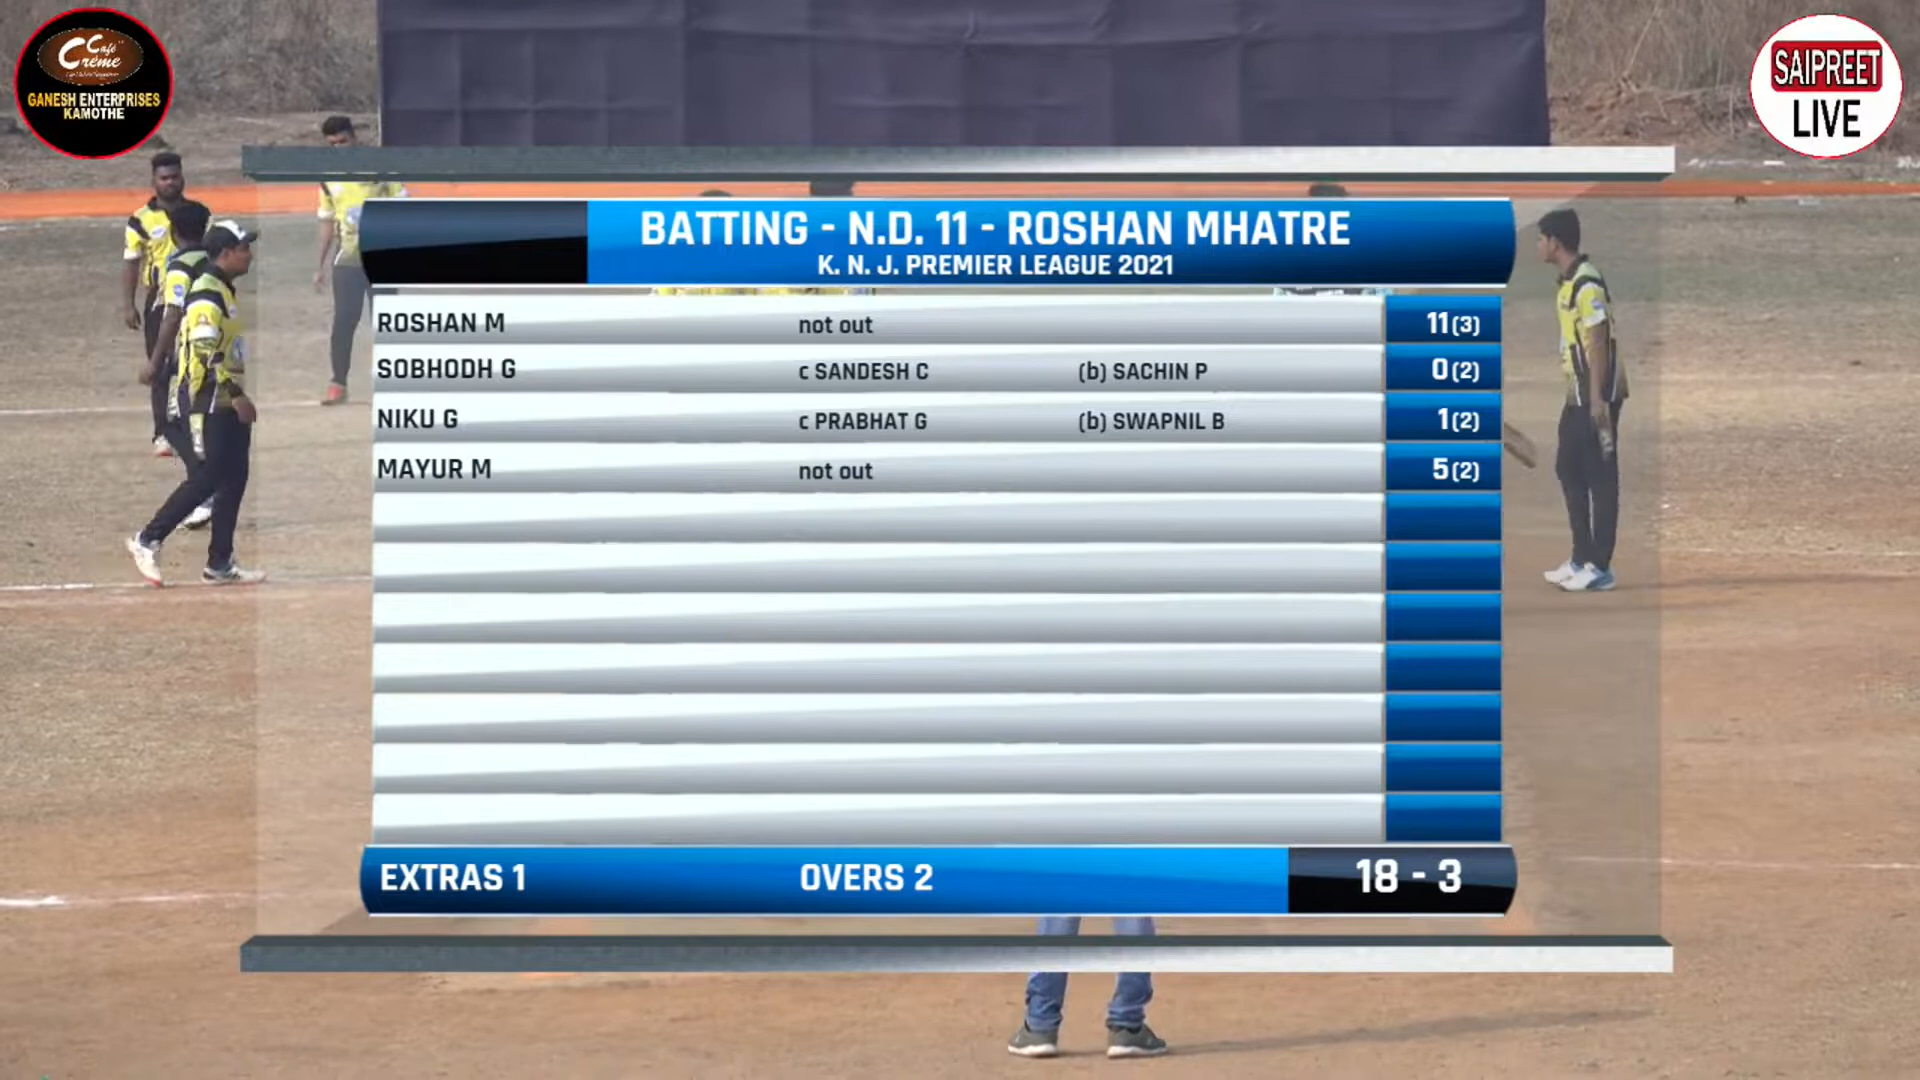 Café
Crème
GANESH ENTERPRISES
KAMOTHE
SAIPREET
LIVE
BATTING - N.D. 11 - ROSHAN MHATRE
K. N. J. PREMIER LEAGUE 2021
ROSHAN M not out 11(3)
SOBHODH G c SANDESH C (b) SACHIN P 0(2)
NIKU G c PRABHAT G (b) SWAPNIL B 1(2)
MAYUR M not out 5(2)
EXTRAS 1 OVERS 2 18 - 3